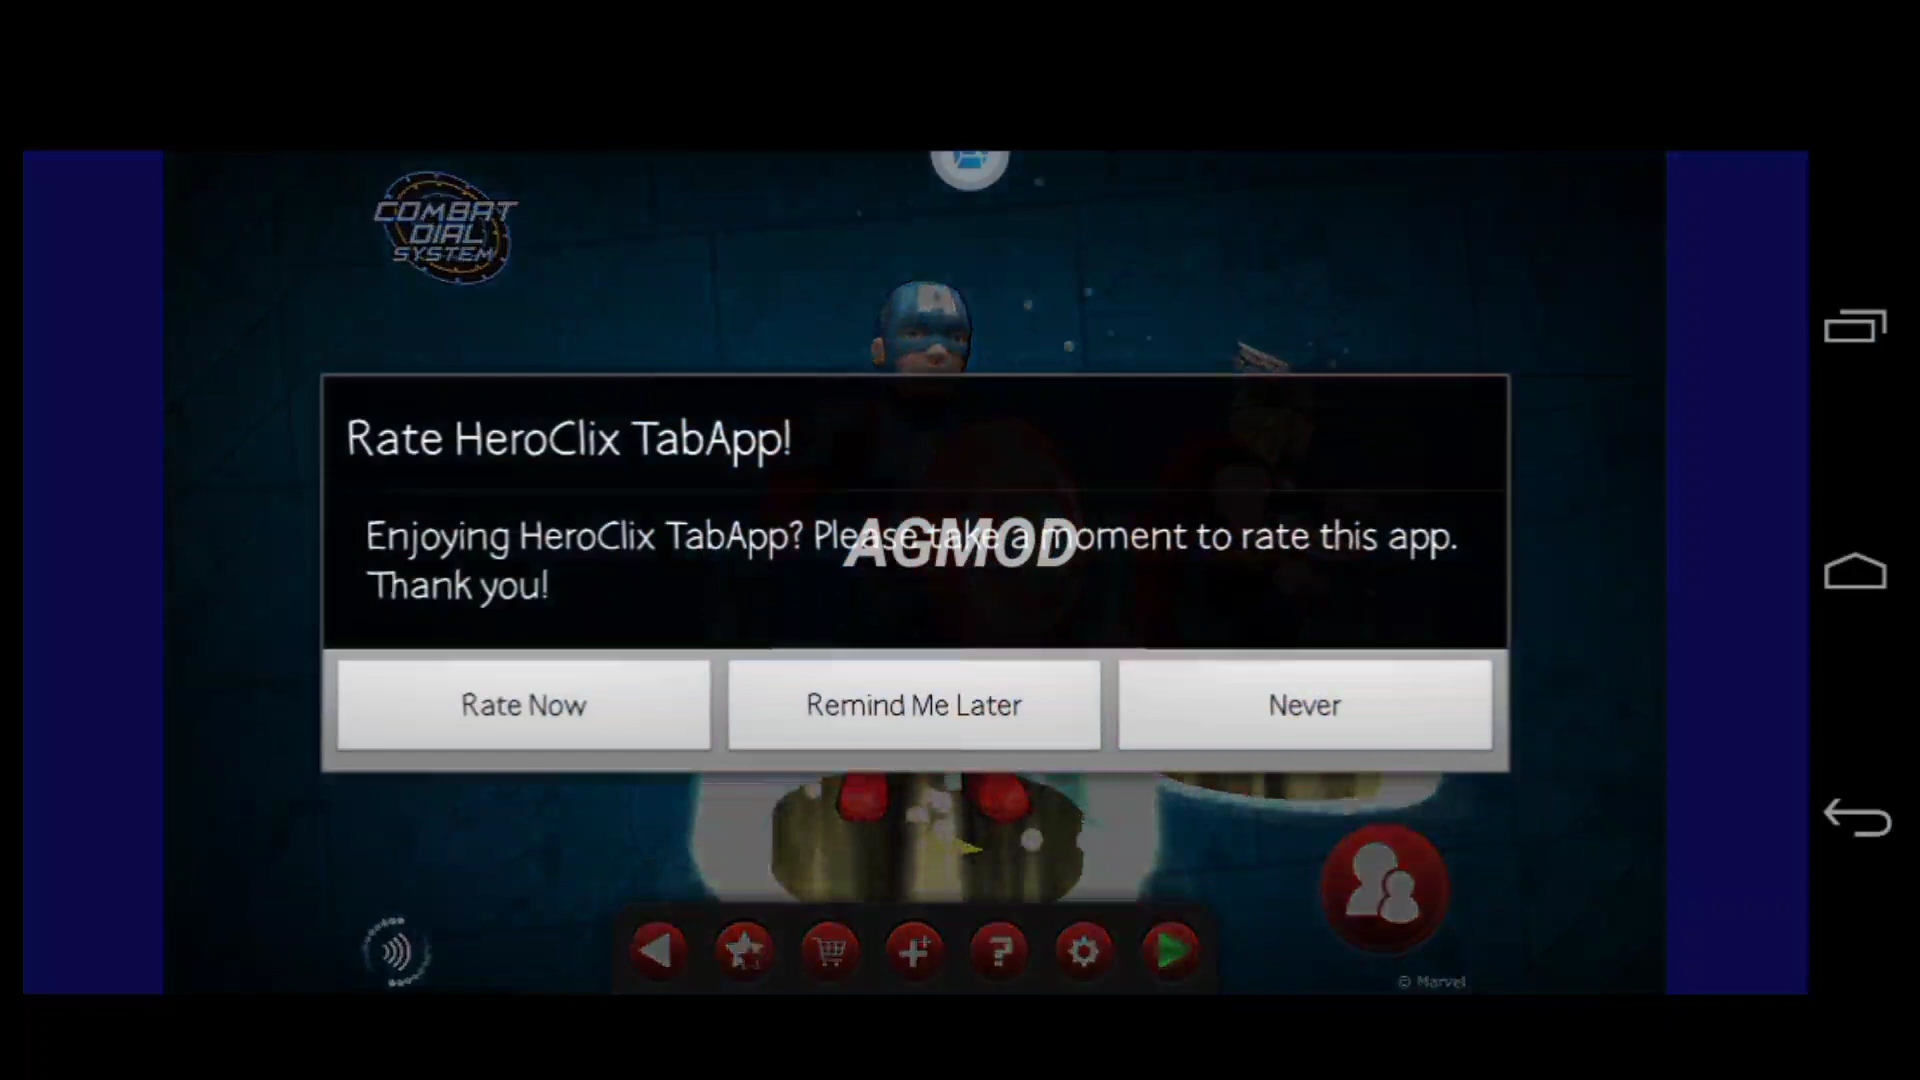 COMBAT
DIAL
SYSTEM
Rate HeroClix TabApp!
Enjoying HeroClix TabApp? Please take a moment to rate this app.
Thank you!
AGMOD
Rate Now
Remind Me Later
Never
© Marvel